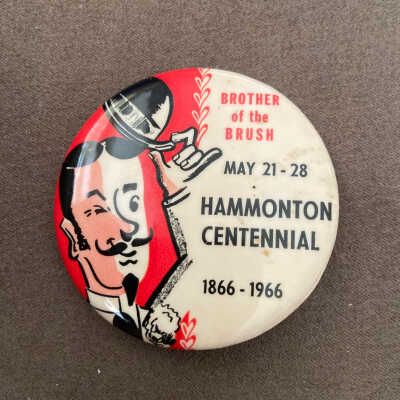 BROTHER
of the
BRUSH
MAY 21 - 28
HAMMONTON
CENTENNIAL
1866 - 1966